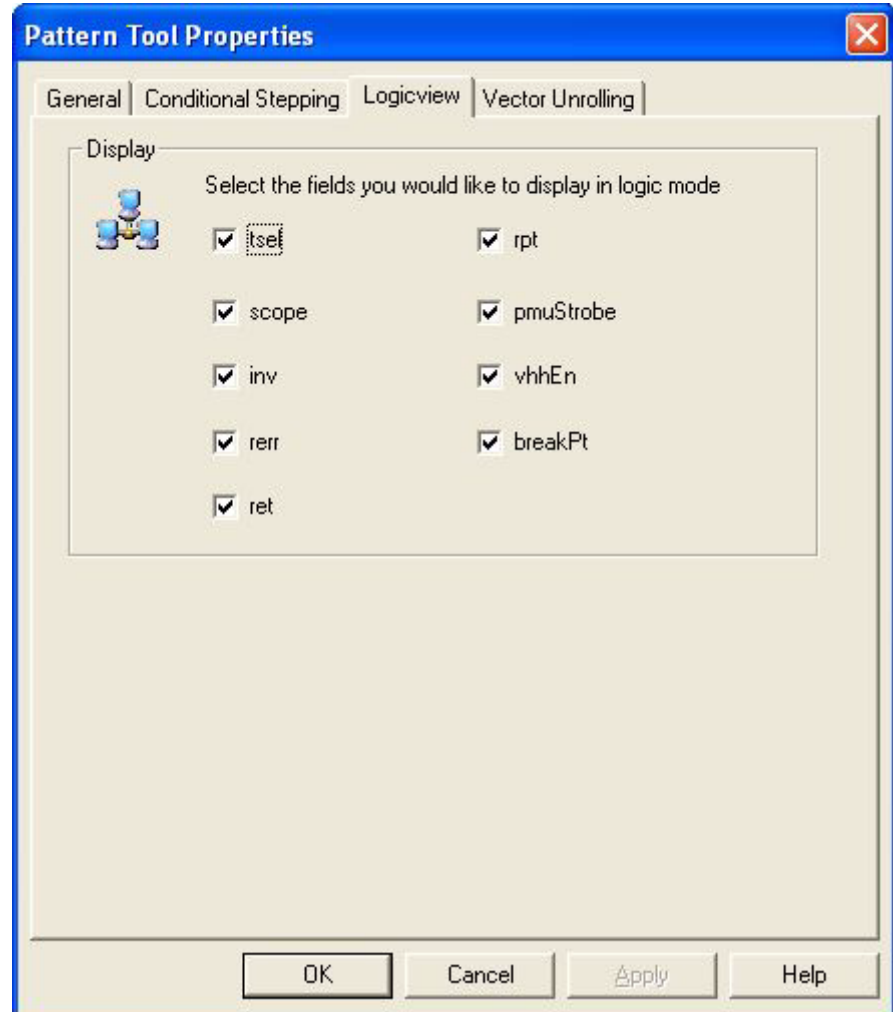 Pattern Tool Properties
General Conditional Stepping Logicview Vector Unrolling
Display
Select the fields you would like to display in logic mode
tsel rpt
scope pmuStrobe
inv vhhEn
rerr breakPt
ret
OK Cancel Apply Help